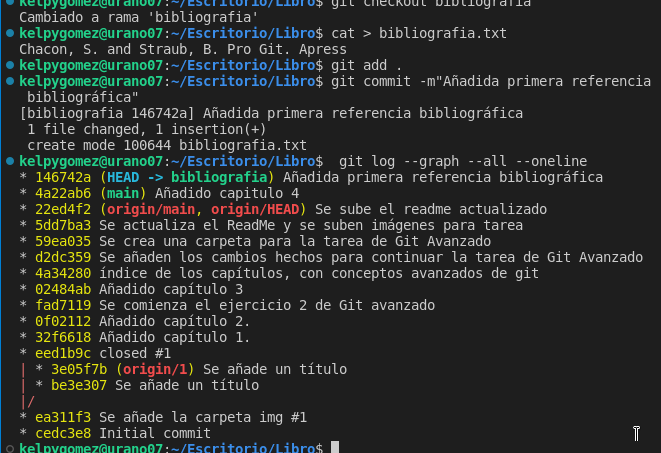 kelpygomez@urano07:~/Escritorio/Libro$ git checkout bibliografia
Cambiado a rama 'bibliografia'
kelpygomez@urano07:~/Escritorio/Libro$ cat > bibliografia.txt
Chacon, S. and Straub, B. Pro Git. Apress
kelpygomez@urano07:~/Escritorio/Libro$ git add .
kelpygomez@urano07:~/Escritorio/Libro$ git commit -m"Añadida primera referencia
bibliográfica"
[bibliografia 146742a] Añadida primera referencia bibliográfica
1 file changed, 1 insertion(+)
create mode 100644 bibliografia.txt
kelpygomez@urano07:~/Escritorio/Libro$  git log --graph --all --oneline
* 146742a (HEAD -> bibliografia) Añadida primera referencia bibliográfica
* 4a22ab6 (main) Añadido capitulo 4
* 22ed4f2 (origin/main, origin/HEAD) Se sube el readme actualizado
* 5dd7ba3 Se actualiza el ReadMe y se suben imágenes para tarea
* 59ea035 Se crea una carpeta para la tarea de Git Avanzado
* d2dc359 Se añaden los cambios hechos para continuar la tarea de Git Avanzado
* 4a34280 índice de los capítulos, con conceptos avanzados de git
* 02484ab Añadido capítulo 3
* fad7119 Se comienza el ejercicio 2 de Git avanzado
* 0f02112 Añadido capítulo 2.
* 32f6618 Añadido capítulo 1.
* eed1b9c closed #1
| * 3e05f7b (origin/1) Se añade un título
| * be3e307 Se añade un título
|/
* ea311f3 Se añade la carpeta img #1
* cedc3e8 Initial commit
kelpygomez@urano07:~/Escritorio/Libro$